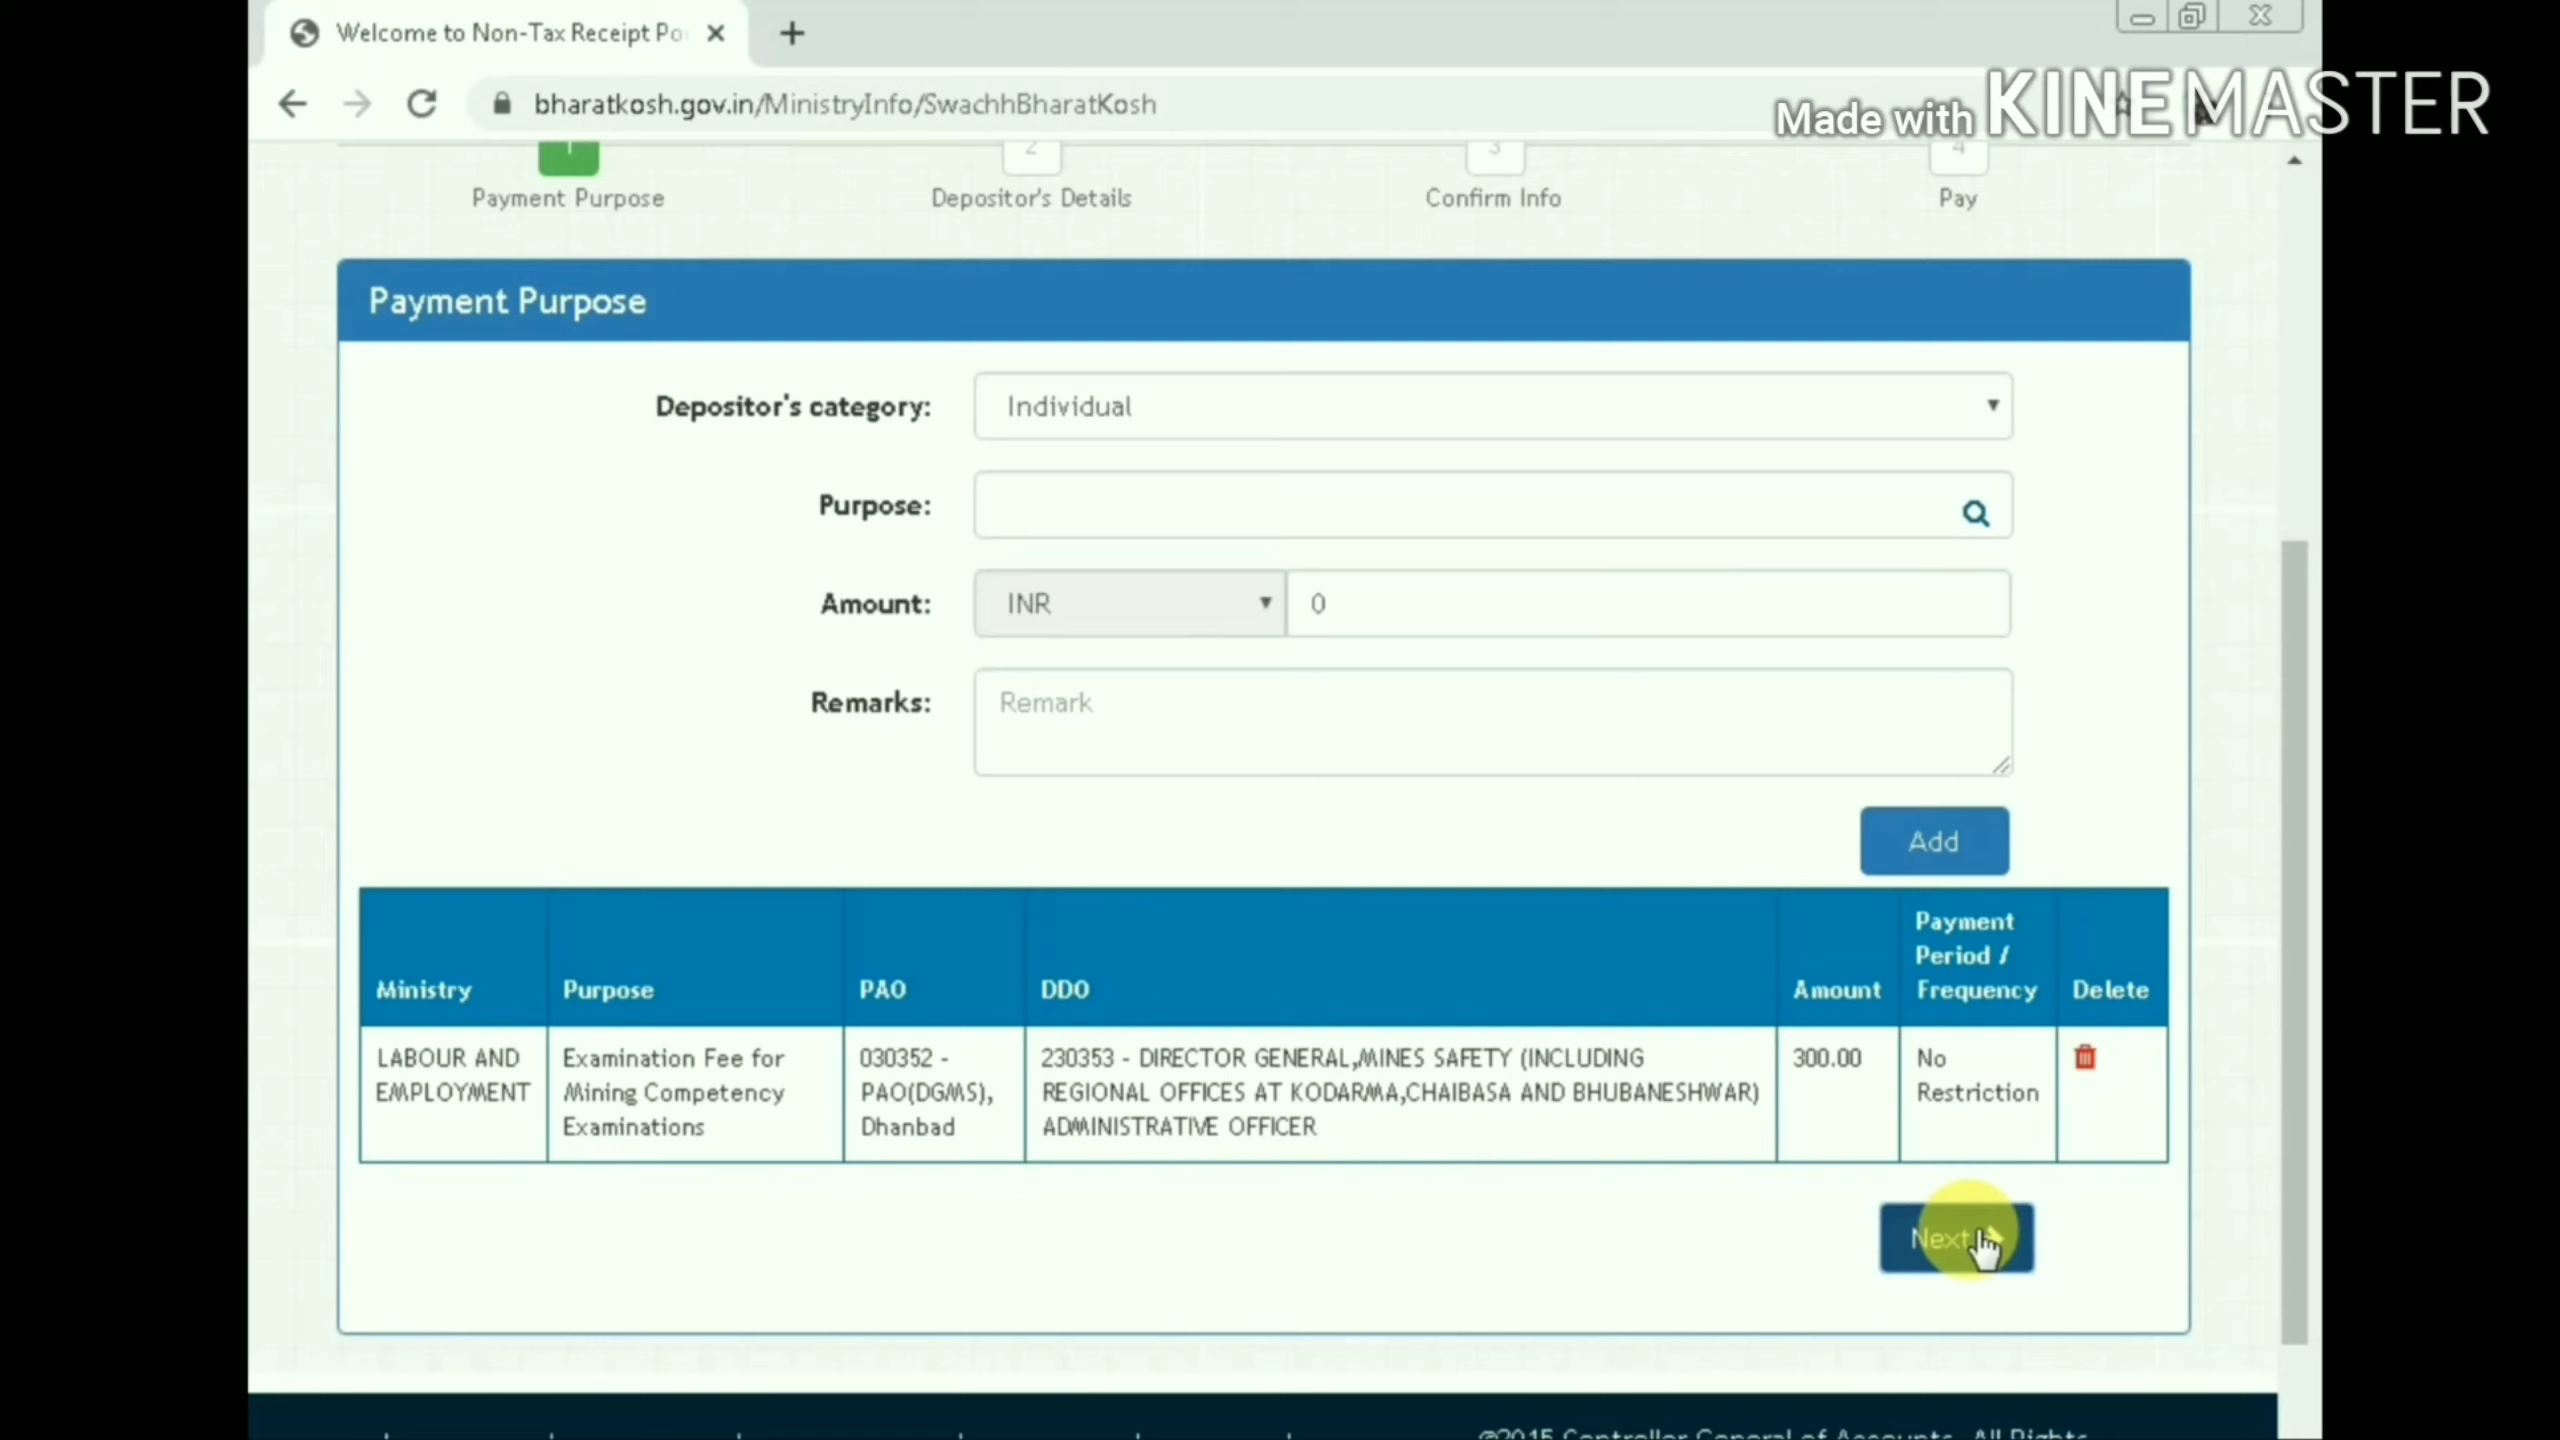 Welcome to Non-Tax Receipt Po
bharatkosh.gov.in/MinistryInfo/SwachhBharatKosh
Made with KINEMASTER
1 2 3 4
Payment Purpose Depositor's Details Confirm Info Pay
Payment Purpose
Depositor's category: Individual
Purpose:
Amount: INR 0
Remarks: Remark
Add
Ministry Purpose PAO DDO Amount Payment Period / Frequency Delete
LABOUR AND EMPLOYMENT
Examination Fee for Mining Competency Examinations
030352 - PAO(DGMS), Dhanbad
230353 - DIRECTOR GENERAL,MINES SAFETY (INCLUDING
REGIONAL OFFICES AT KODARMA,CHAIBASA AND BHUBANESHWAR)
ADMINISTRATIVE OFFICER
300.00
No Restriction
Next
©2015 Controller General of Accounts, All Rights